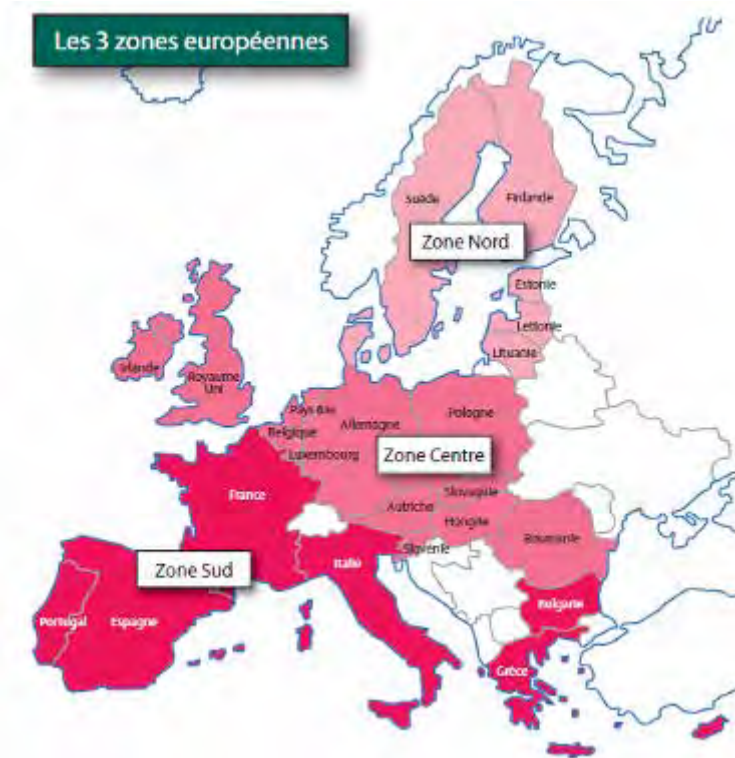 Les 3 zones européennes
Suède
Finlande
Zone Nord
Estonie
Lettonie
Lituanie
Irlande
Royaume
Uni
Pays-Bas
Belgique
Allemagne
Pologne
Luxembourg
Zone Centre
France
Slovaquie
Autriche
Hongrie
Slovénie
Roumanie
Zone Sud
Italie
Portugal
Espagne
Bulgarie
Grèce